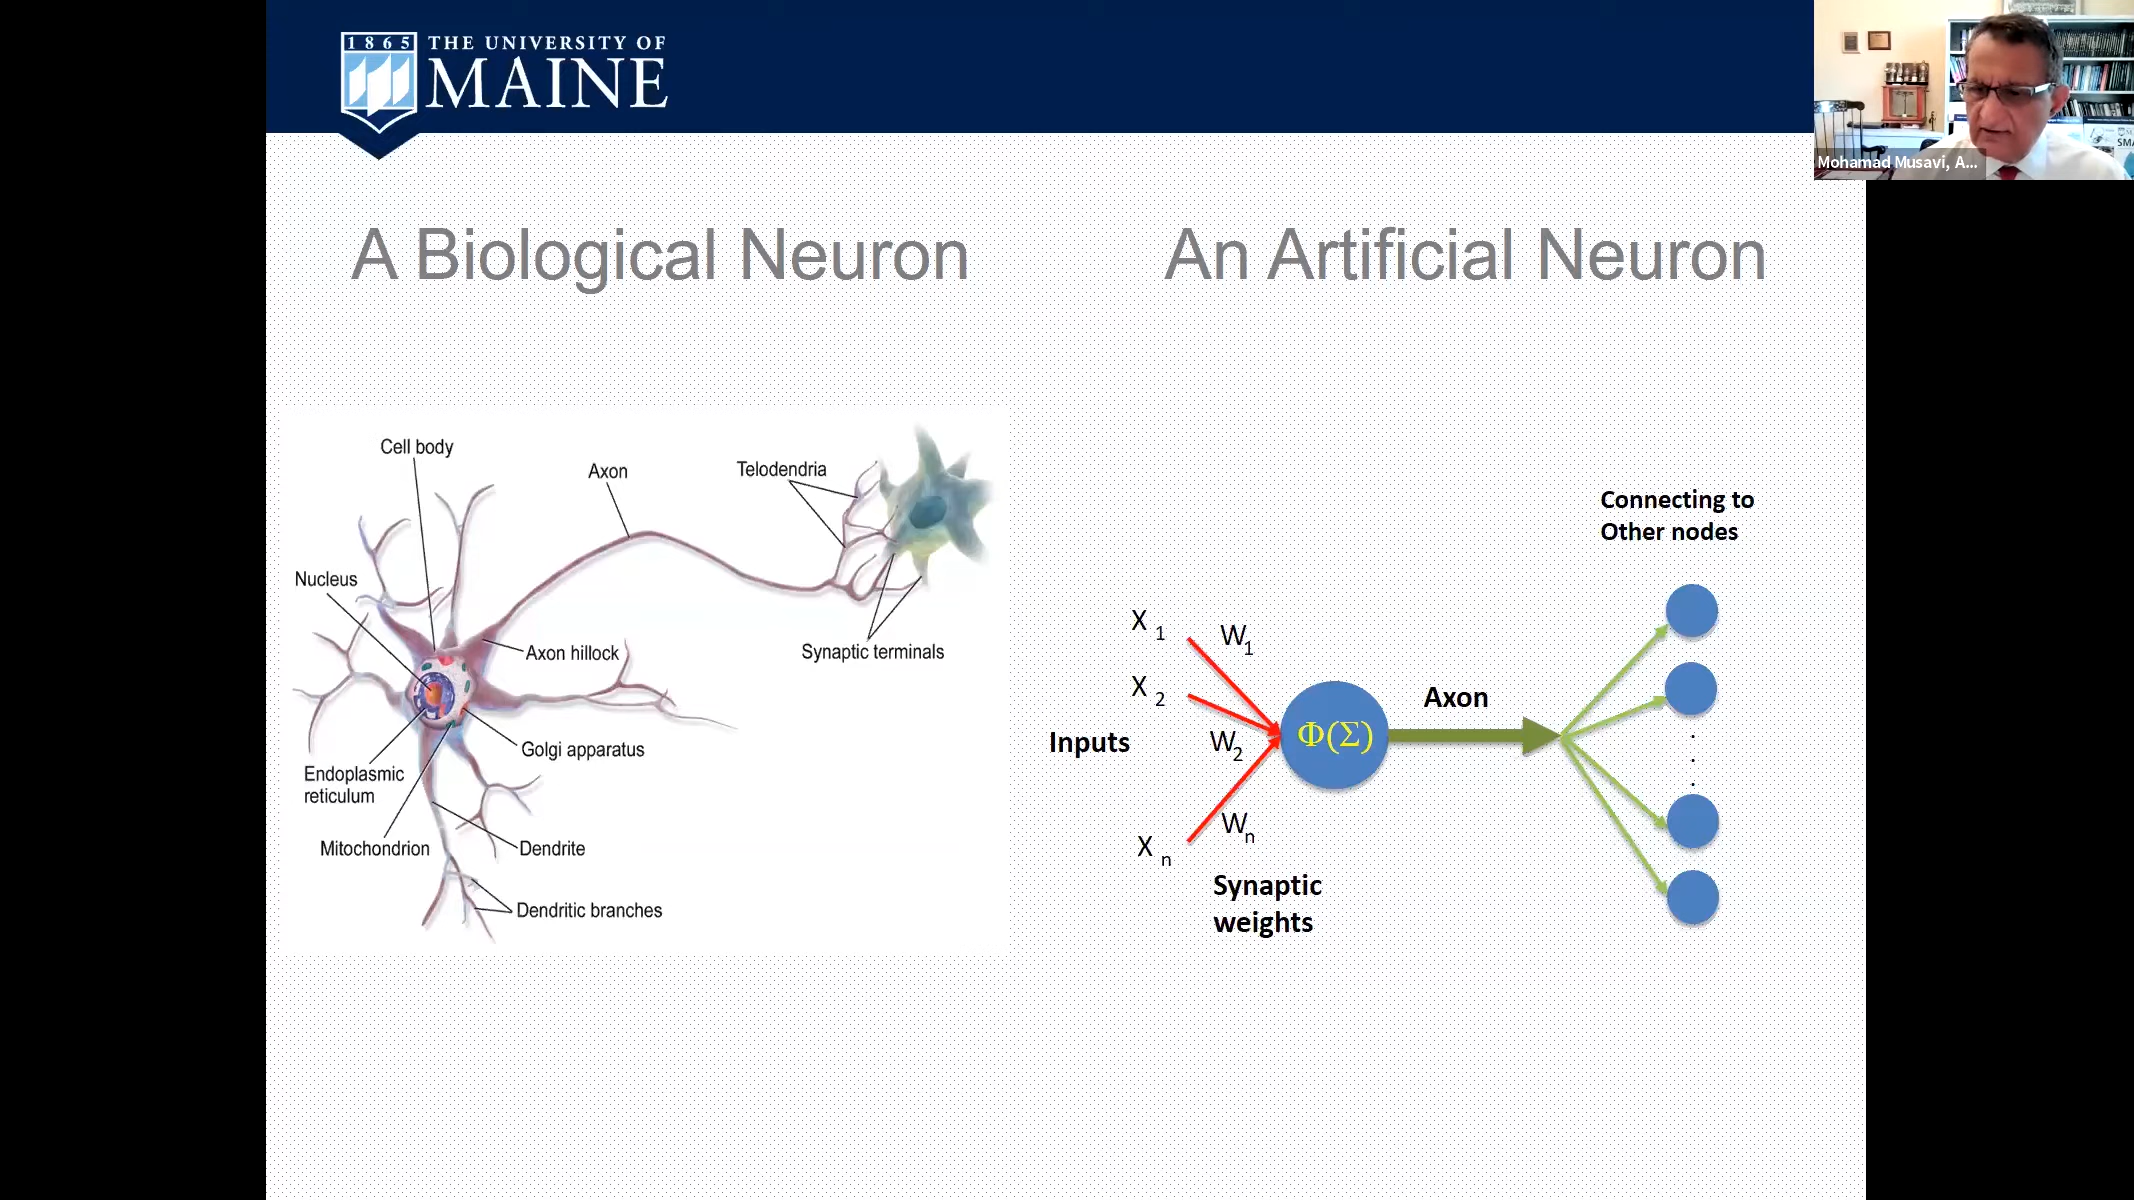 1865
THE UNIVERSITY OF
MAINE
Mohamad Musavi, A...
A Biological Neuron
An Artificial Neuron
Cell body
Axon
Telodendria
Nucleus
Axon hillock
Synaptic terminals
Golgi apparatus
Endoplasmic
reticulum
Mitochondrion
Dendrite
Dendritic branches
Connecting to
Other nodes
X 1
W1
X 2
Axon
Φ(Σ)
Inputs
W2
.
.
.
Wn
X n
Synaptic
weights